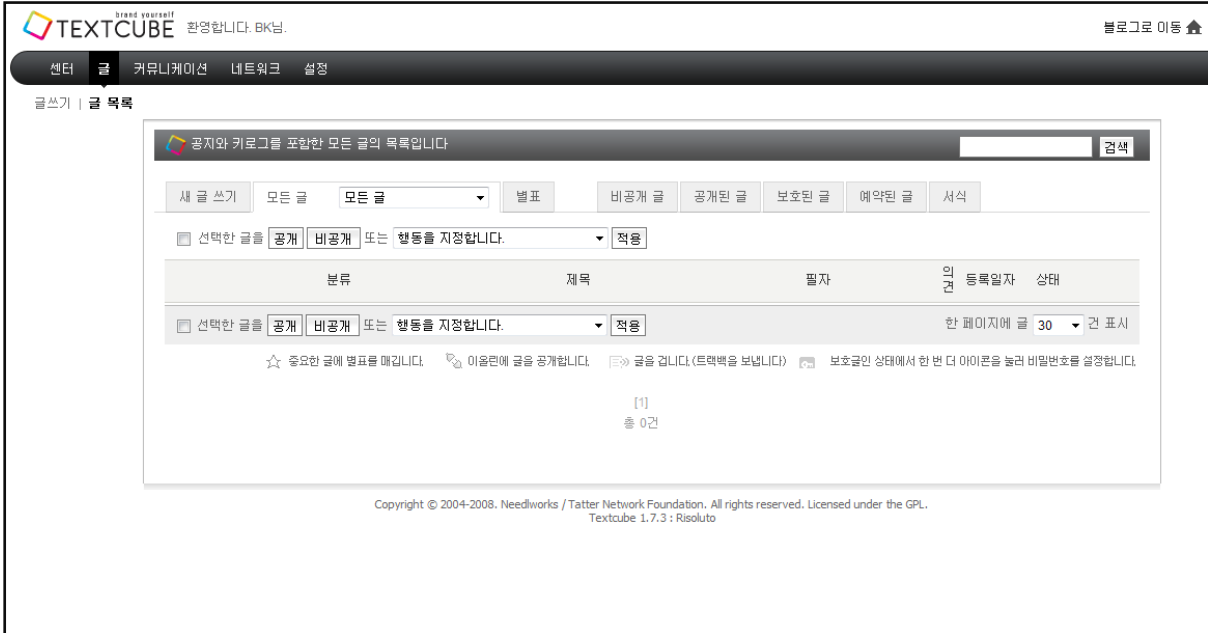 brand yourself
TEXTCUBE 환영합니다. BK님.
블로그로 이동
센터 글 커뮤니케이션 네트워크 설정
글쓰기 | 글 목록
공지와 키로그를 포함한 모든 글의 목록입니다
검색
새 글 쓰기 모든 글 모든 글 별표 비공개 글 공개된 글 보호된 글 예약된 글 서식
선택한 글을 공개 비공개 또는 행동을 지정합니다. 적용
분류 제목 필자 의견 등록일자 상태
선택한 글을 공개 비공개 또는 행동을 지정합니다. 적용 한 페이지에 글 30 건 표시
중요한 글에 별표를 매깁니다. 이올린에 글을 공개합니다. 글을 겁니다.(트랙백을 보냅니다) 보호글인 상태에서 한 번 더 아이콘을 눌러 비밀번호를 설정합니다.
[1]
총 0건
Copyright © 2004-2008. Needlworks / Tatter Network Foundation. All rights reserved. Licensed under the GPL.
Textcube 1.7.3 : Risoluto